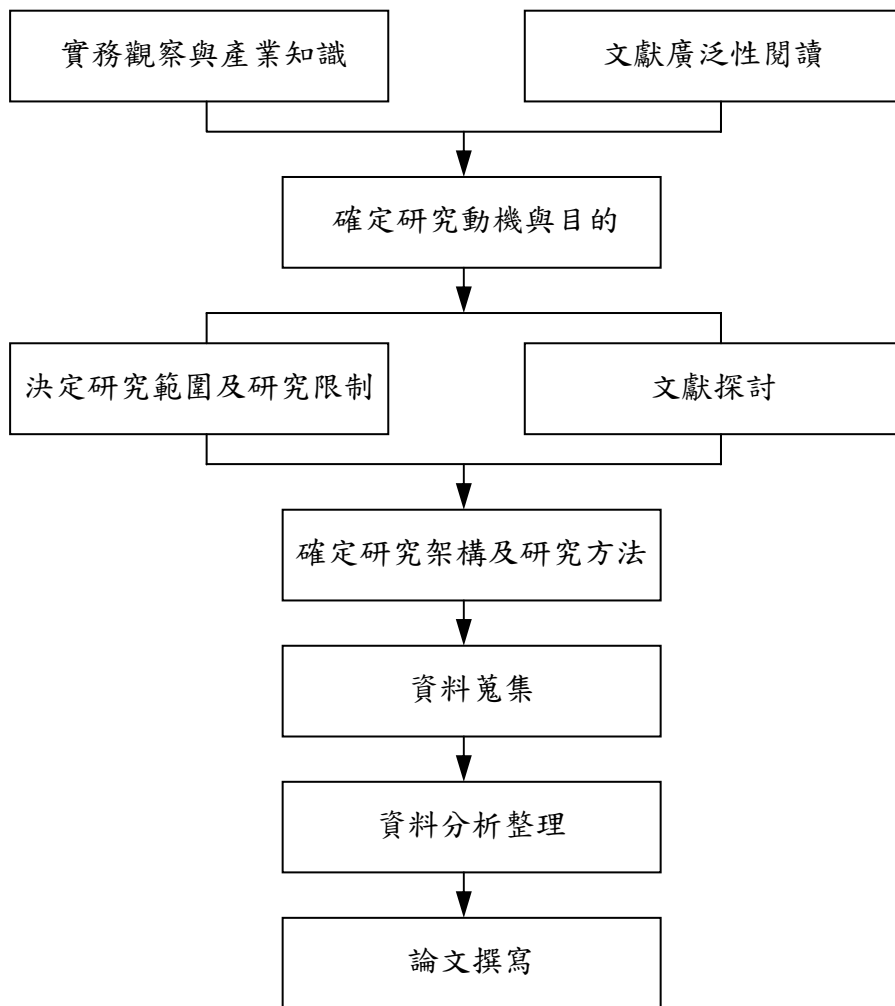 實務觀察與產業知識
文獻廣泛性閱讀
確定研究動機與目的
決定研究範圍及研究限制
文獻探討
確定研究架構及研究方法
資料蒐集
資料分析整理
論文撰寫